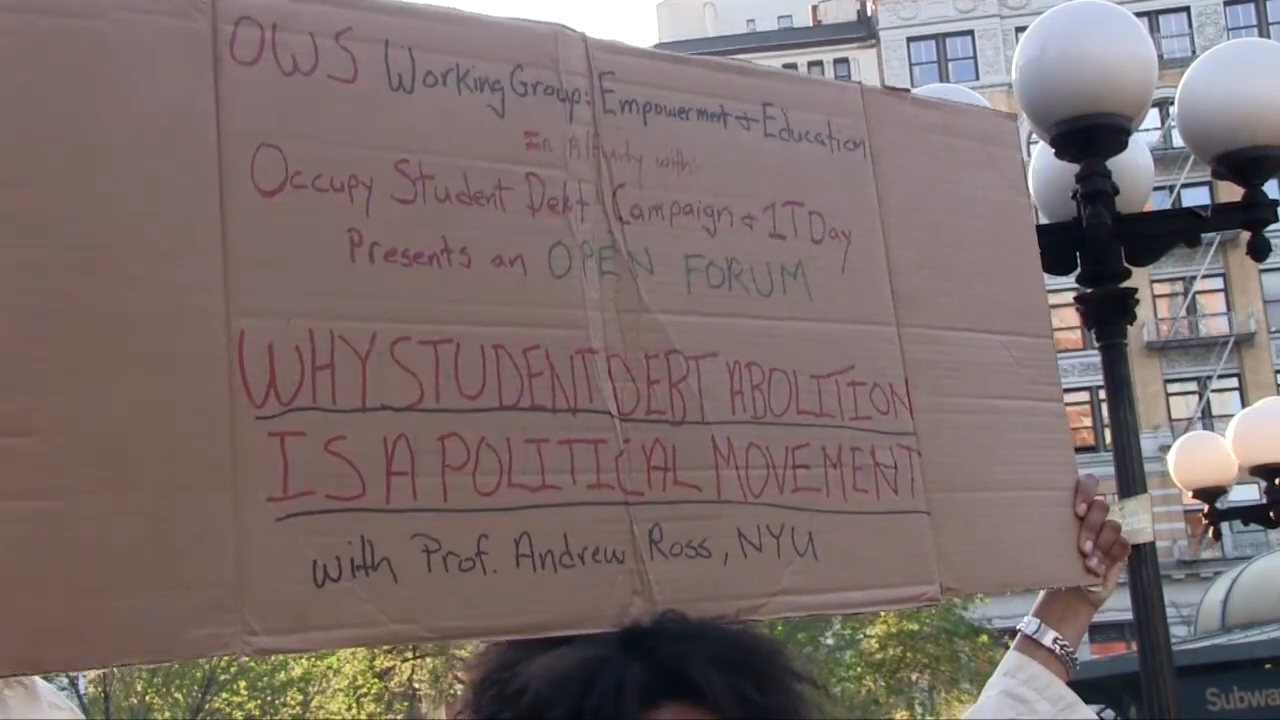 OWS Working Group: Empowerment & Education
In Affinity with:
Occupy Student Debt Campaign & 1T Day
Presents an OPEN FORUM
WHY STUDENT DEBT ABOLITION
IS A POLITICAL MOVEMENT
with Prof. Andrew Ross, NYU
Subwa